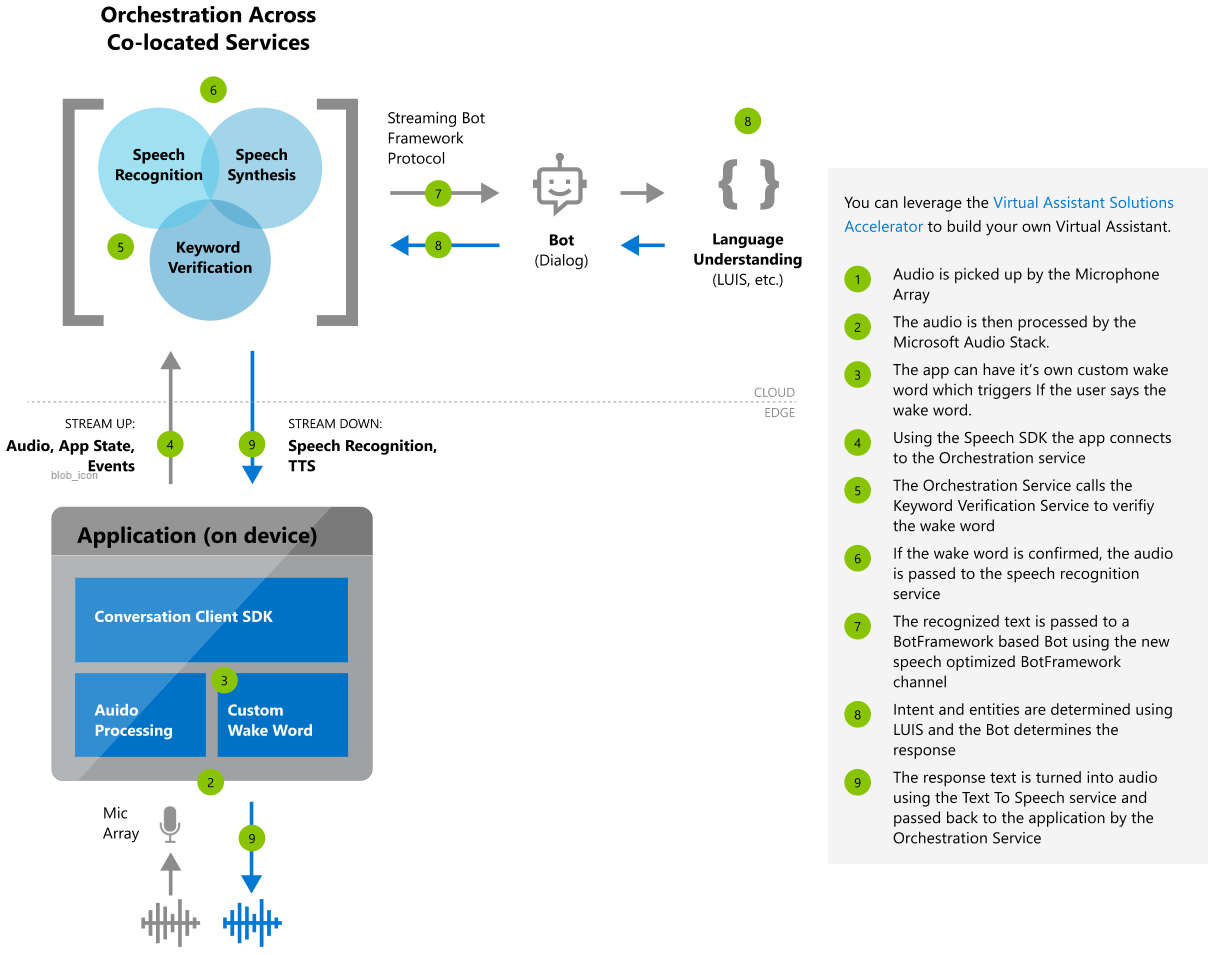 Orchestration Across
Co-located Services
6
Speech
Recognition
Speech
Synthesis
5
Keyword
Verification
Streaming Bot
Framework
Protocol
7
8
Bot
(Dialog)
8
{ }
Language
Understanding
(LUIS, etc.)
CLOUD
EDGE
STREAM UP:
Audio, App State,
Events
blob_icon
4
9
STREAM DOWN:
Speech Recognition,
TTS
Application (on device)
Conversation Client SDK
3
Auido
Processing
Custom
Wake Word
2
Mic
Array
9
You can leverage the Virtual Assistant Solutions
Accelerator to build your own Virtual Assistant.
1 Audio is picked up by the Microphone
Array
2 The audio is then processed by the
Microsoft Audio Stack.
3 The app can have it's own custom wake
word which triggers If the user says the
wake word.
4 Using the Speech SDK the app connects
to the Orchestration service
5 The Orchestration Service calls the
Keyword Verification Service to verifiy
the wake word
6 If the wake word is confirmed, the audio
is passed to the speech recognition
service
7 The recognized text is passed to a
BotFramework based Bot using the new
speech optimized BotFramework
channel
8 Intent and entities are determined using
LUIS and the Bot determines the
response
9 The response text is turned into audio
using the Text To Speech service and
passed back to the application by the
Orchestration Service